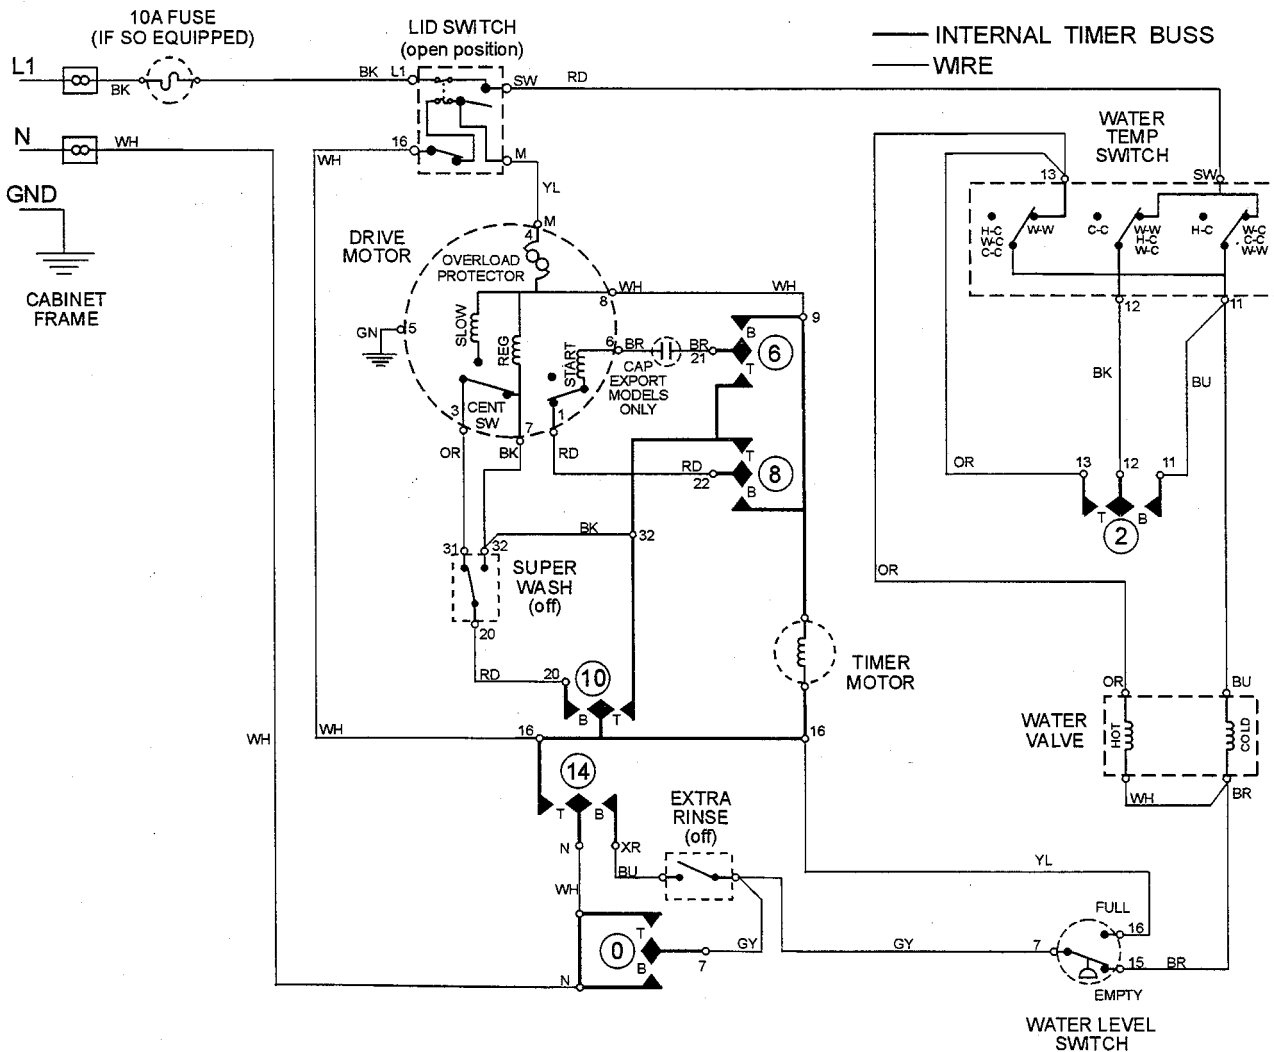 10A FUSE
(IF SO EQUIPPED)
LID SWITCH
(open position)
INTERNAL TIMER BUSS
WIRE
L1
BK
BK
L1
SW
RD
N
WH
16
WH
M
YL
WATER
TEMP
SWITCH
13
SW
GND
CABINET
FRAME
DRIVE
MOTOR
M
4
OVERLOAD
PROTECTOR
8
WH
WH
9
GN
5
SLOW
REG
START
6
BR
BR
21
CAP
EXPORT
MODELS
ONLY
B
6
T
3
CENT
SW
7
1
OR
BK
RD
RD
22
T
8
B
H-C
W-C
C-C
W-W
C-C
W-W
H-C
W-C
H-C
W-C
C-C
W-W
12
11
BK
BU
OR
13
12
11
T
B
2
BK
32
31
32
SUPER
WASH
(off)
20
RD
20
10
B
T
OR
TIMER
MOTOR
OR
BU
WATER
VALVE
HOT
COLD
WH
BR
WH
WH
16
16
14
T
B
N
XR
BU
EXTRA
RINSE
(off)
WH
T
0
B
7
GY
N
YL
GY
7
FULL
16
15
BR
EMPTY
WATER LEVEL
SWITCH